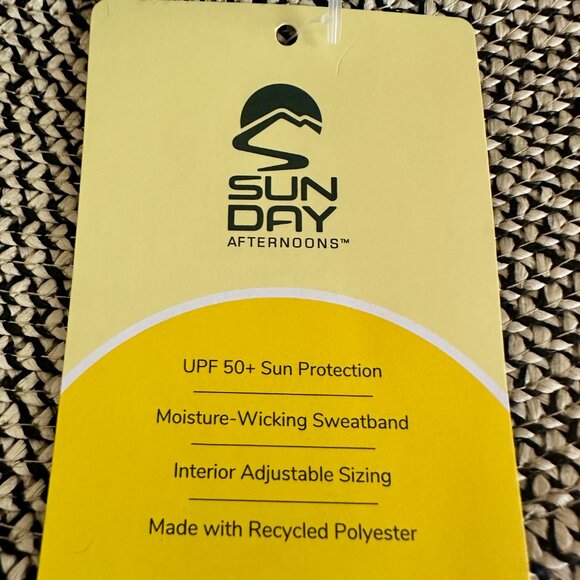 SUN
DAY
AFTERNOONS™
UPF 50+ Sun Protection
Moisture-Wicking Sweatband
Interior Adjustable Sizing
Made with Recycled Polyester